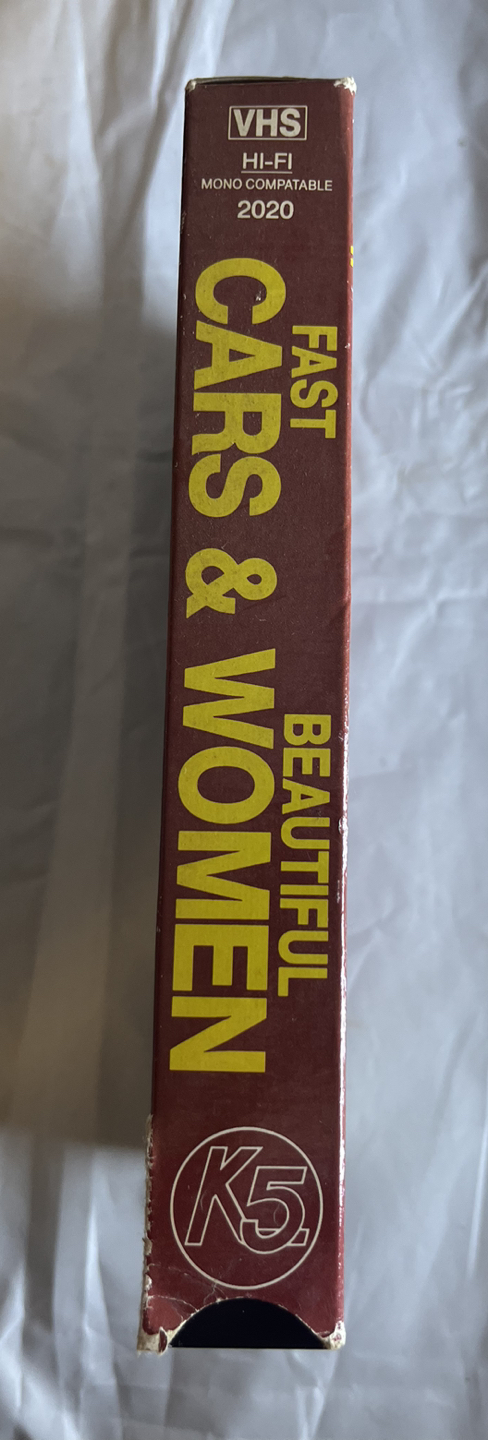 VHS
HI-FI
MONO COMPATABLE
2020
FAST
CARS & 
BEAUTIFUL
WOMEN
K5.